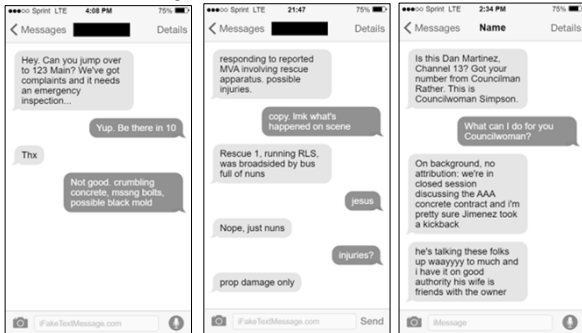 Sprint LTE 4:08 PM 75%
Messages Details
Hey. Can you jump over
to 123 Main? We've got
complaints and it needs
an emergency
inspection...
Yup. Be there in 10
Thx
Not good. crumbling
concrete, mssng bolts,
possible black mold
iFakeTextMessage.com
Sprint LTE 21:47 75%
Messages Details
responding to reported
MVA involving rescue
apparatus. possible
injuries.
copy. lmk what's
happened on scene
Rescue 1, running RLS,
was broadsided by bus
full of nuns
jesus
Nope, just nuns
injuries?
prop damage only
iFakeTextMessage.com Send
Sprint LTE 2:34 PM 75%
Messages Name Details
Is this Dan Martinez,
Channel 13? Got your
number from Councilman
Rather. This is
Councilwoman Simpson.
What can I do for you
Councilwoman?
On background, no
attribution: we're in
closed session
discussing the AAA
concrete contract and i'm
pretty sure Jimenez took
a kickback
he's talking these folks
up waayyyy to much and
i have it on good
authority his wife is
friends with the owner
iMessage